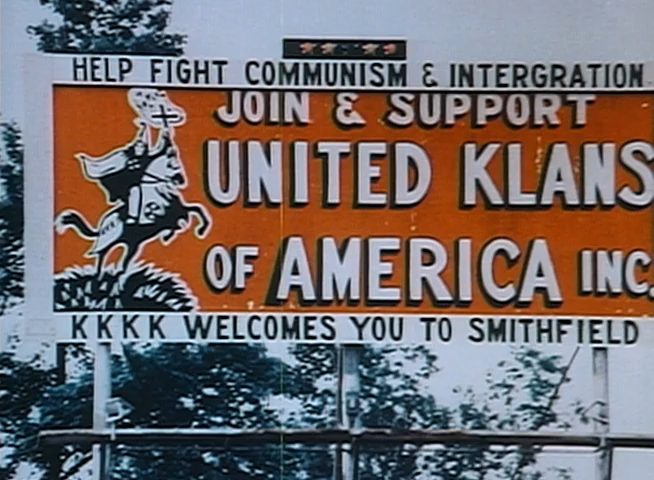 HELP FIGHT COMMUNISM & INTERGRATION
JOIN & SUPPORT
UNITED KLANS
OF AMERICA INC.
KKKK WELCOMES YOU TO SMITHFIELD